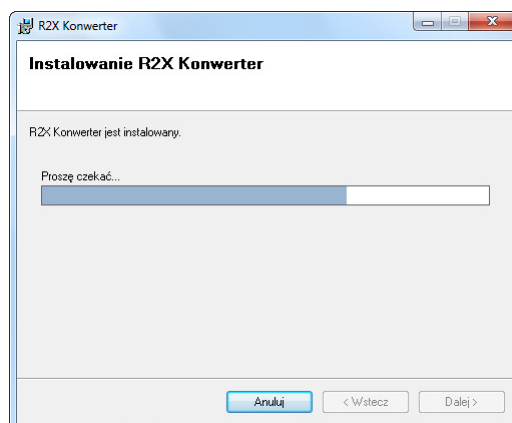 R2X Konwerter
Instalowanie R2X Konwerter
R2X Konwerter jest instalowany.
Proszę czekać...
Anuluj
< Wstecz
Dalej >